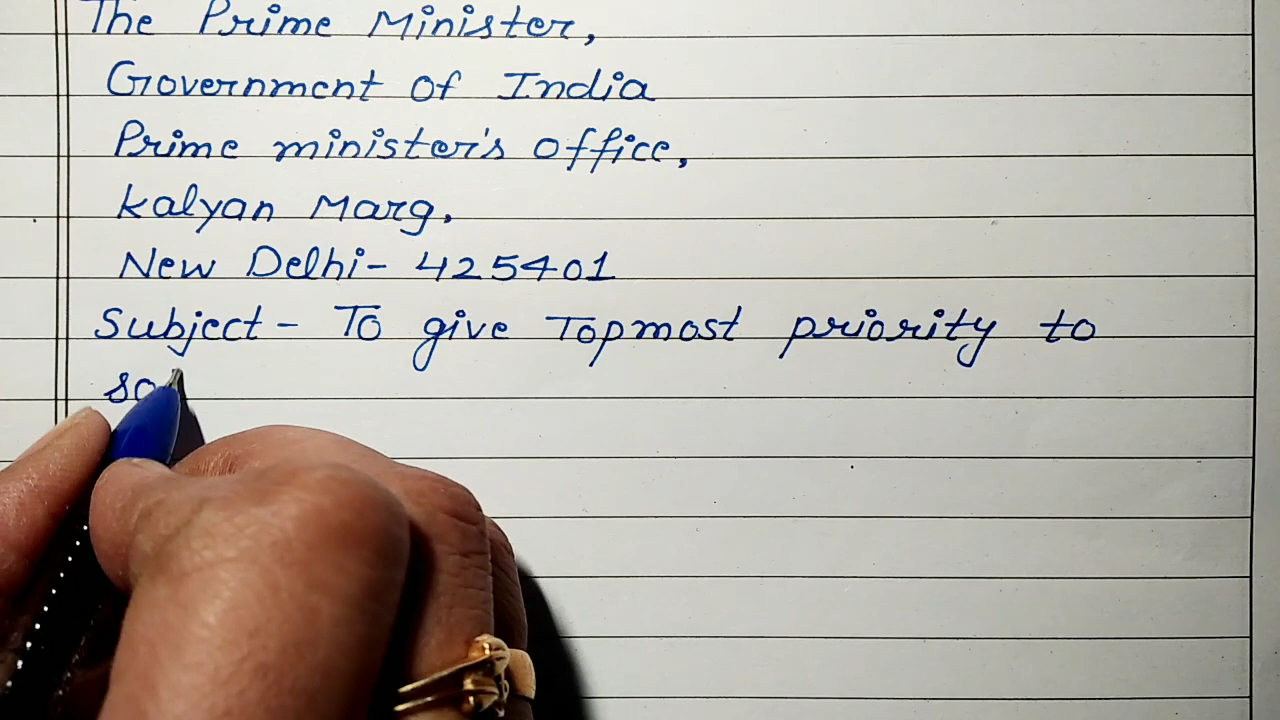 The Prime Minister,
Government Of India
Prime minister's office,
Kalyan Marg,
New Delhi- 425401
Subject - To give Topmost priority to
so